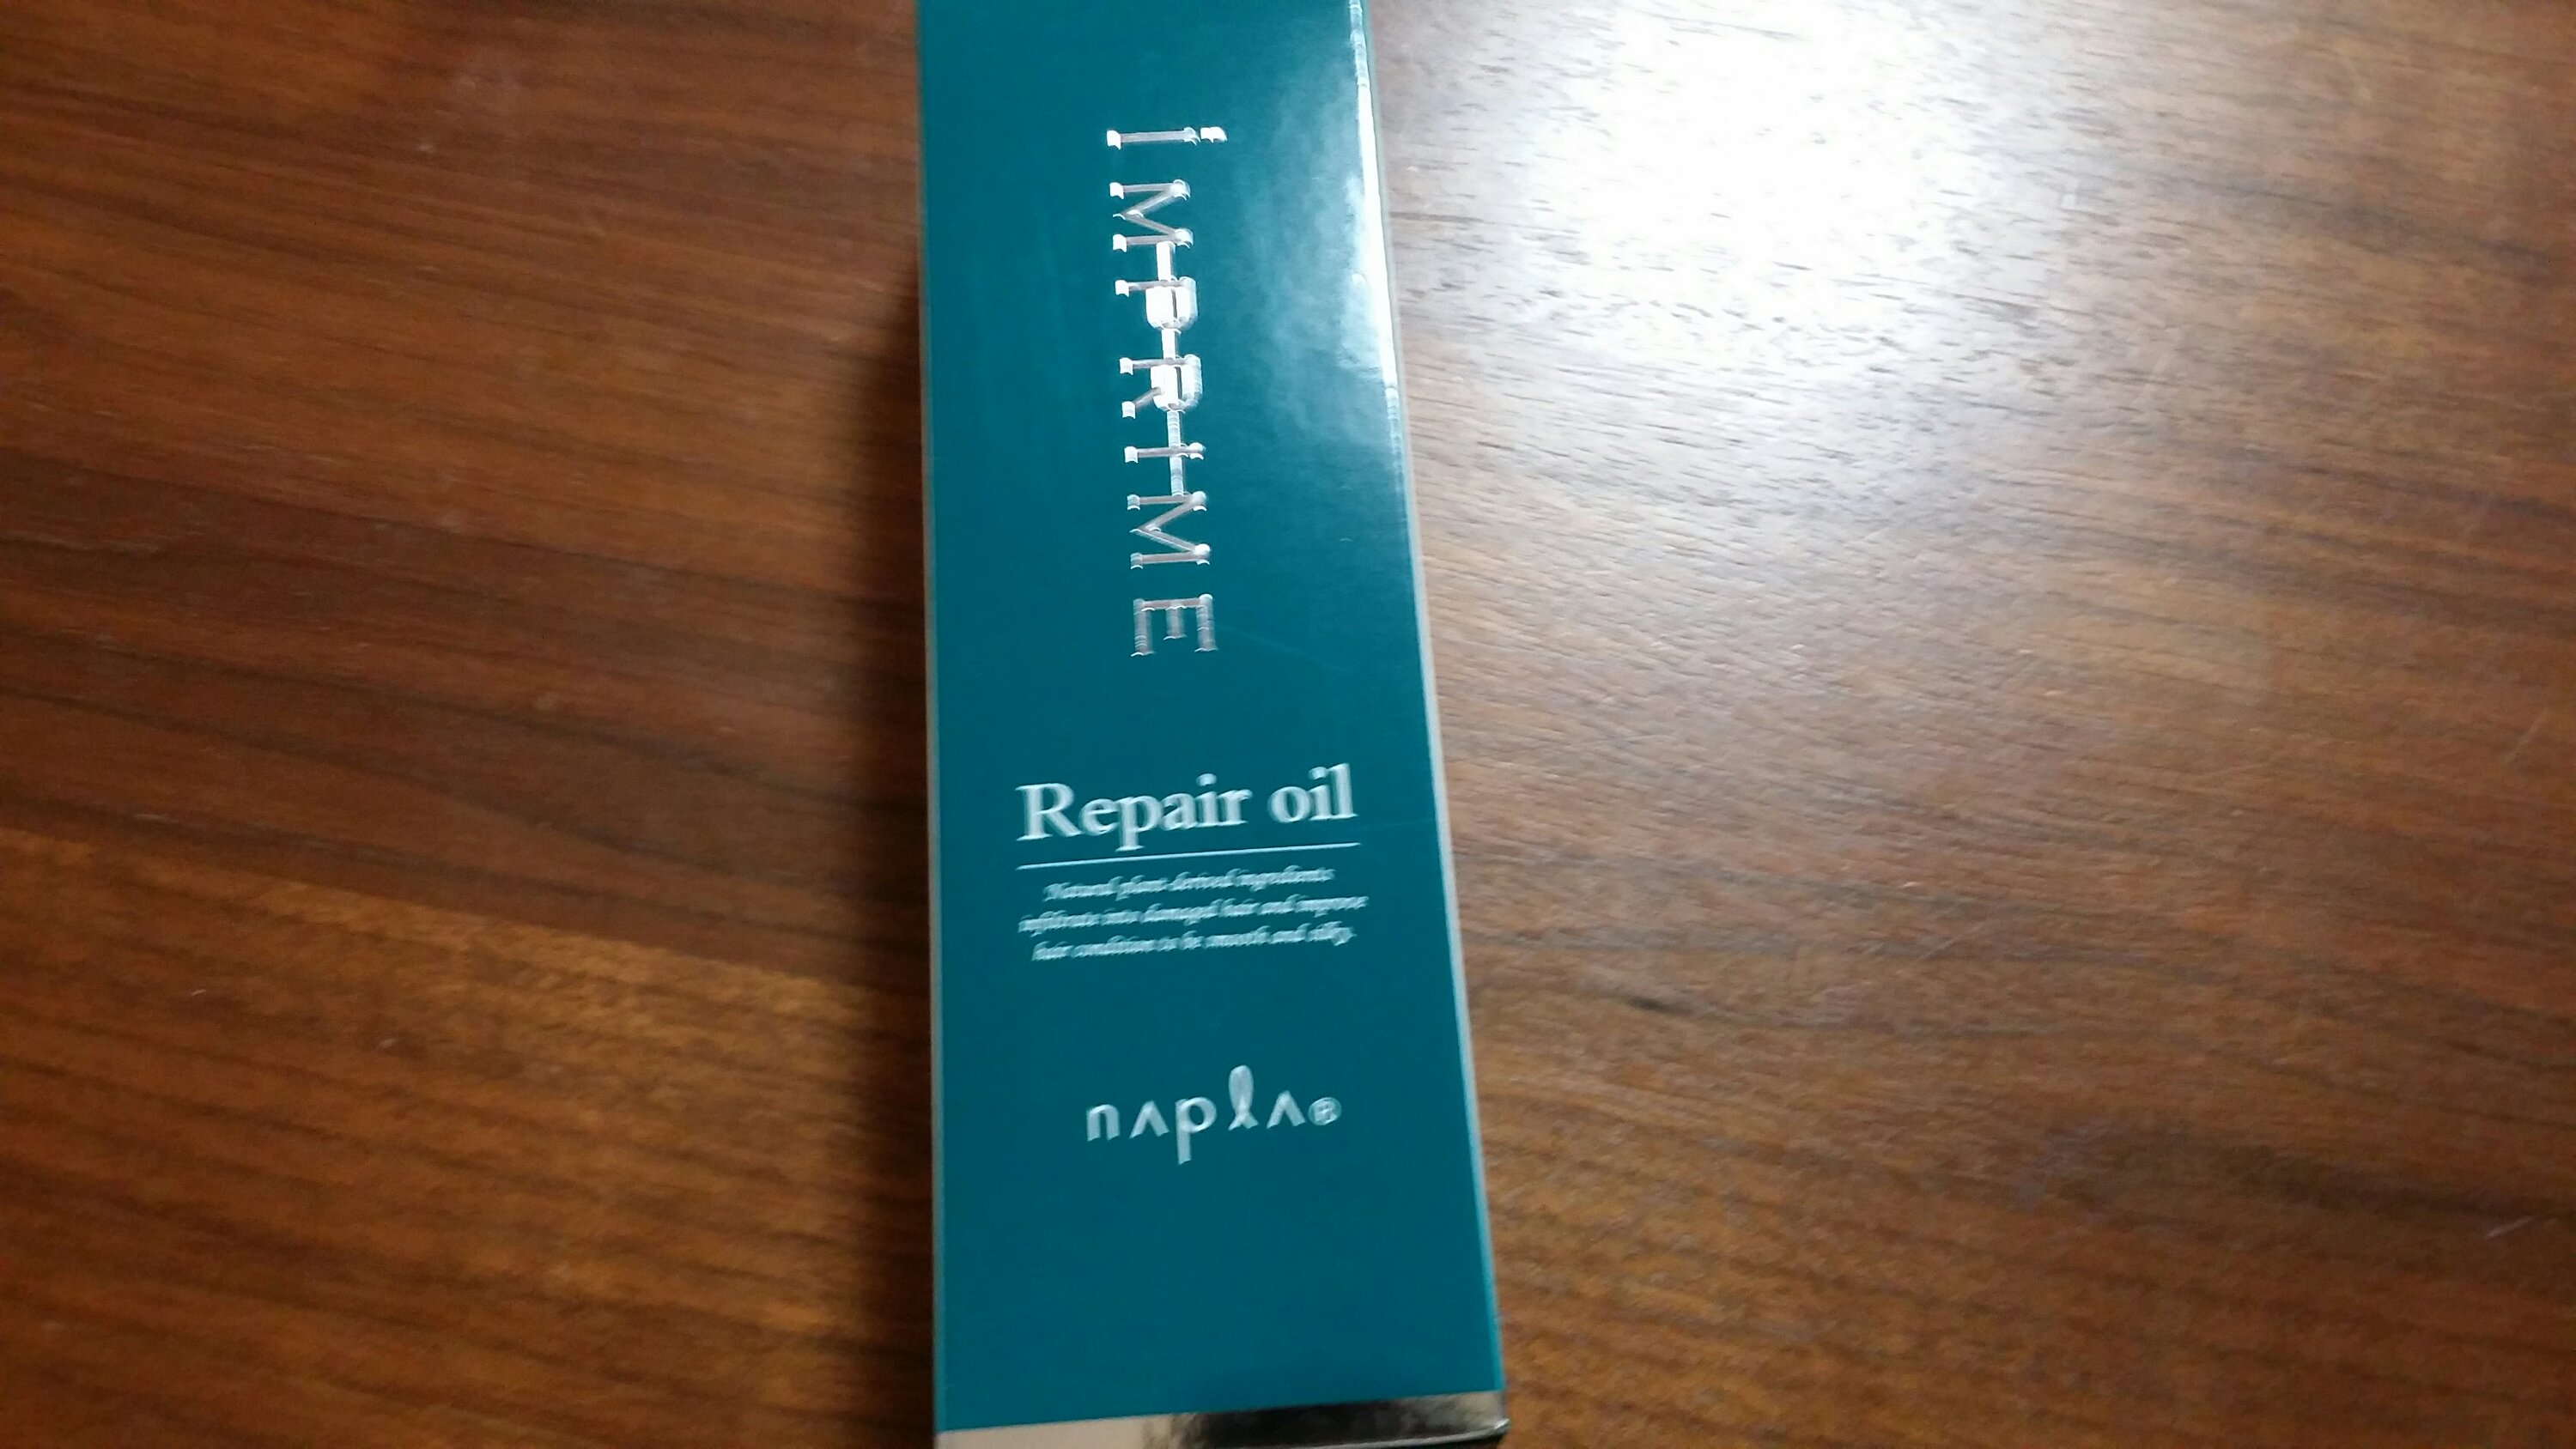 iMPRiME
Repair oil
Natural plant derived ingredients
infiltrate into damaged hair and improve
hair condition to be smooth and silky.
napla®